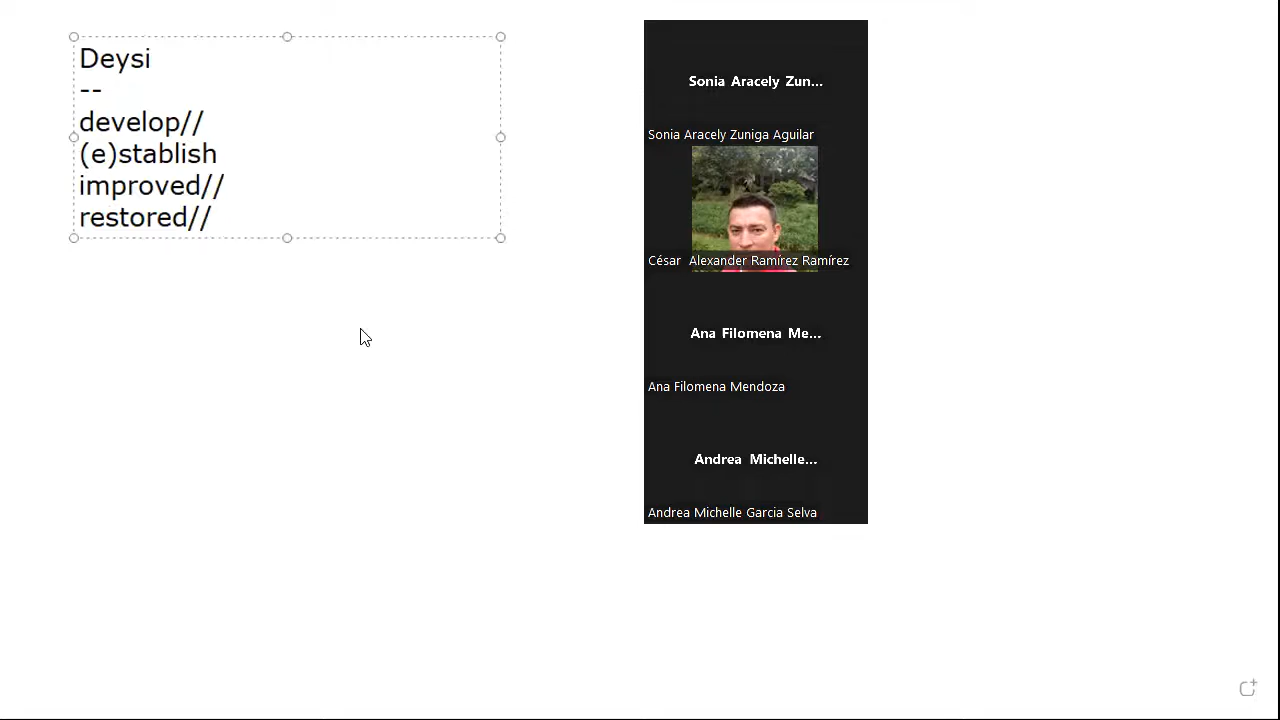 Deysi
--
develop//
(e)stablish
improved//
restored//
Sonia Aracely Zun...
Sonia Aracely Zuniga Aguilar
César Alexander Ramirez Ramírez
Ana Filomena Me...
Ana Filomena Mendoza
Andrea Michelle...
Andrea Michelle Garcia Selva